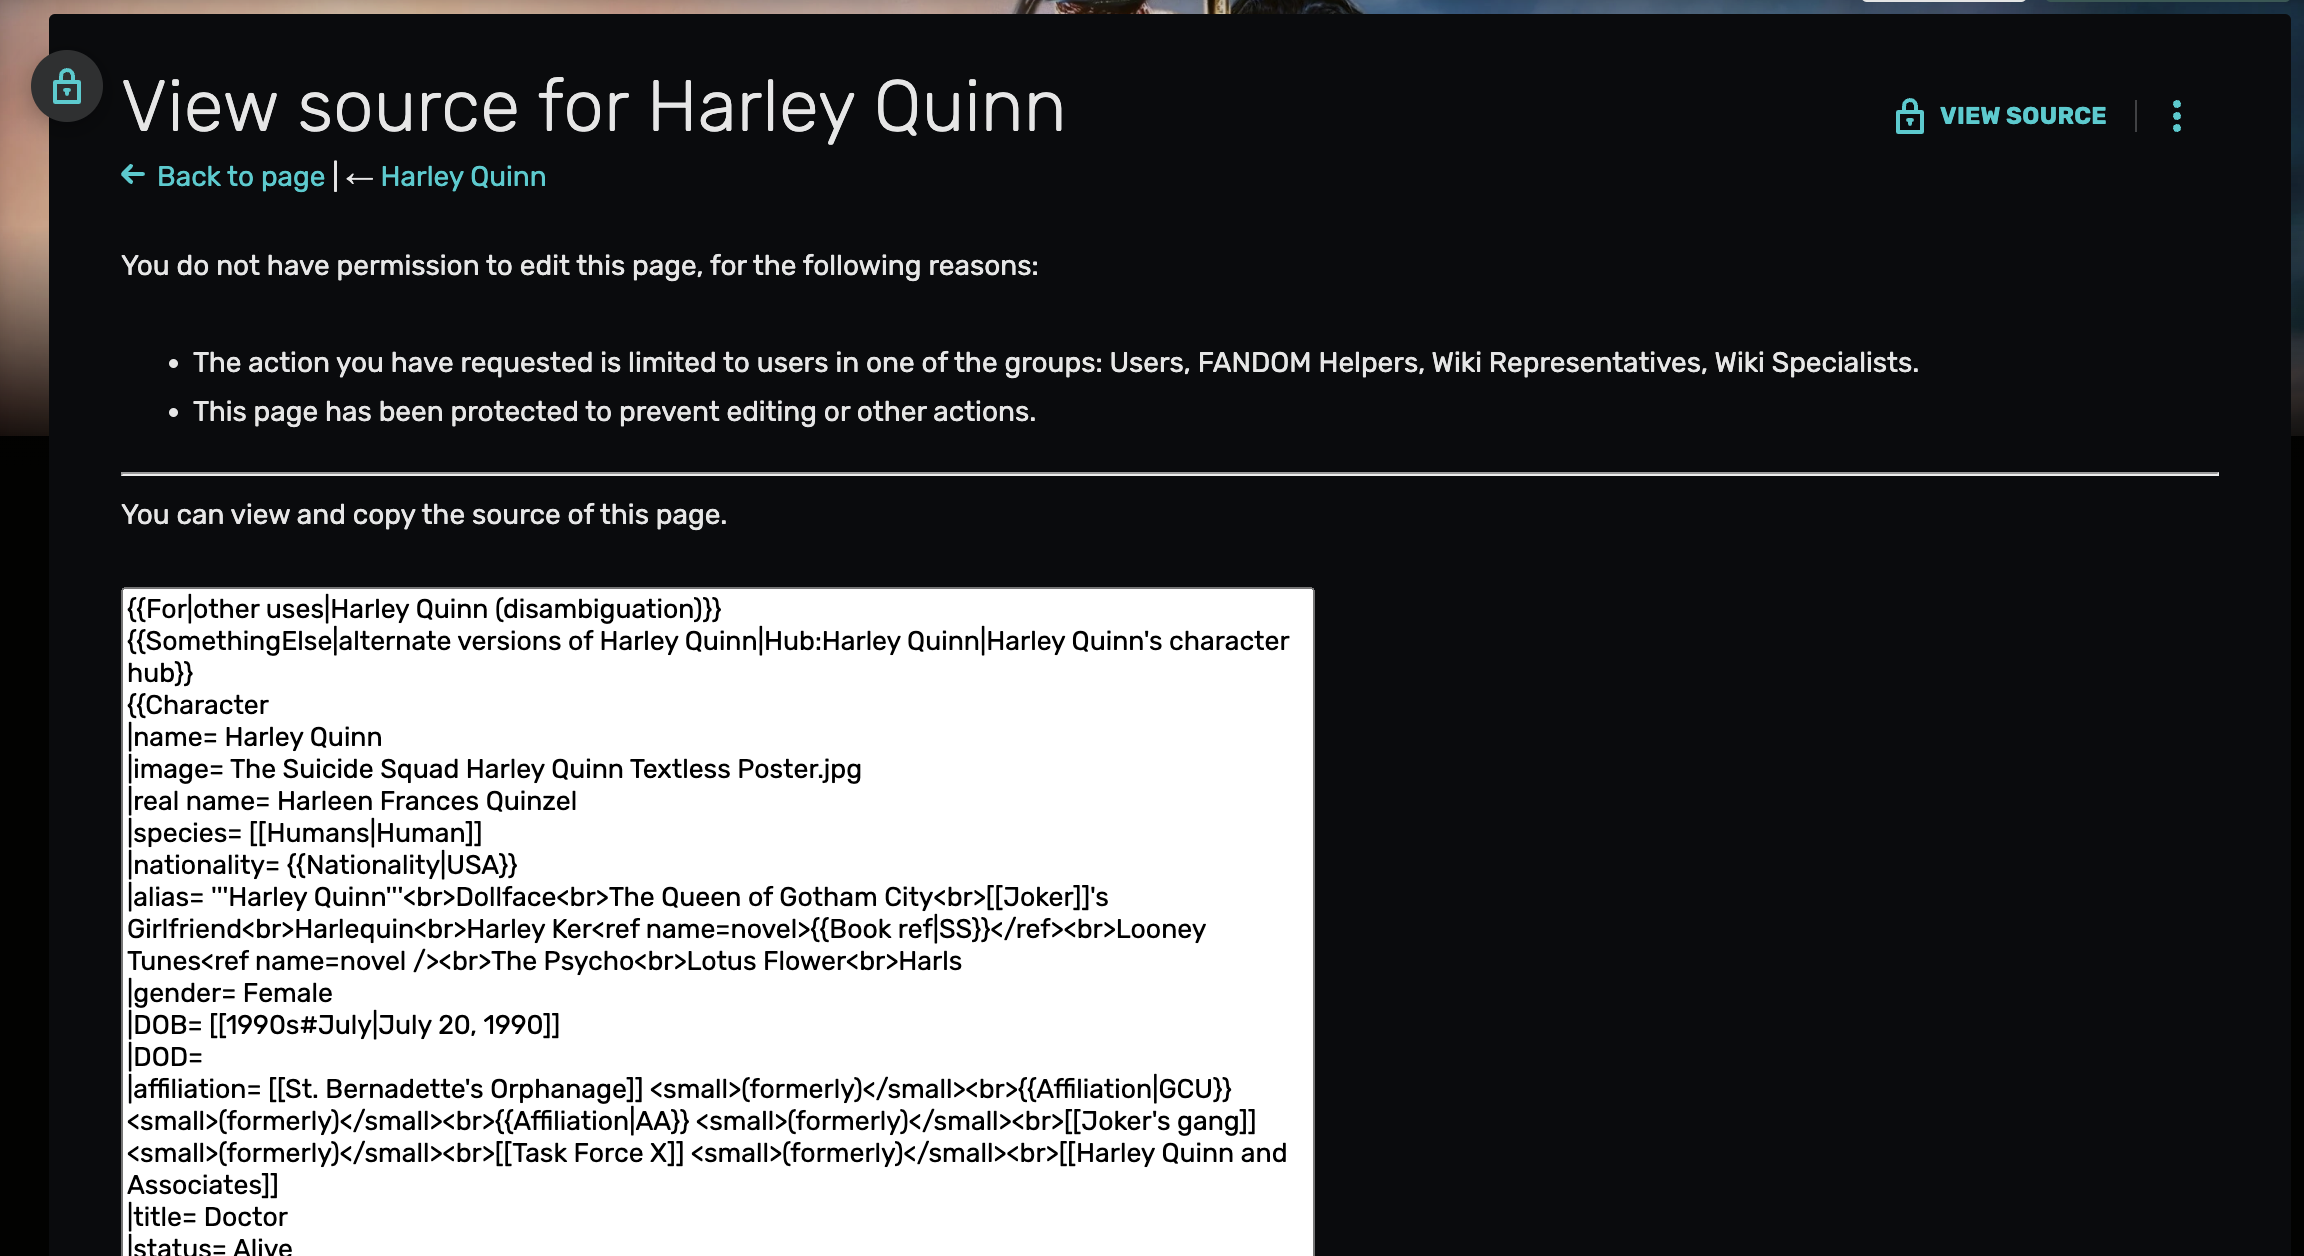 View source for Harley Quinn
VIEW SOURCE
← Back to page | ← Harley Quinn
You do not have permission to edit this page, for the following reasons:
• The action you have requested is limited to users in one of the groups: Users, FANDOM Helpers, Wiki Representatives, Wiki Specialists.
• This page has been protected to prevent editing or other actions.
You can view and copy the source of this page.
{{For|other uses|Harley Quinn (disambiguation)}}
{{SomethingElse|alternate versions of Harley Quinn|Hub:Harley Quinn|Harley Quinn's character
hub}}
{{Character
|name= Harley Quinn
|image= The Suicide Squad Harley Quinn Textless Poster.jpg
|real name= Harleen Frances Quinzel
|species= [[Humans|Human]]
|nationality= {{Nationality|USA}}
|alias= '''Harley Quinn'''<br>Dollface<br>The Queen of Gotham City<br>[[Joker]]'s
Girlfriend<br>Harlequin<br>Harley Ker<ref name=novel>{{Book ref|SS}}</ref><br>Looney
Tunes<ref name=novel /><br>The Psycho<br>Lotus Flower<br>Harls
|gender= Female
|DOB= [[1990s#July|July 20, 1990]]
|DOD=
|affiliation= [[St. Bernadette's Orphanage]] <small>(formerly)</small><br>{{Affiliation|GCU}}
<small>(formerly)</small><br>{{Affiliation|AA}} <small>(formerly)</small><br>[[Joker's gang]]
<small>(formerly)</small><br>[[Task Force X]] <small>(formerly)</small><br>[[Harley Quinn and
Associates]]
|title= Doctor
|status= Alive